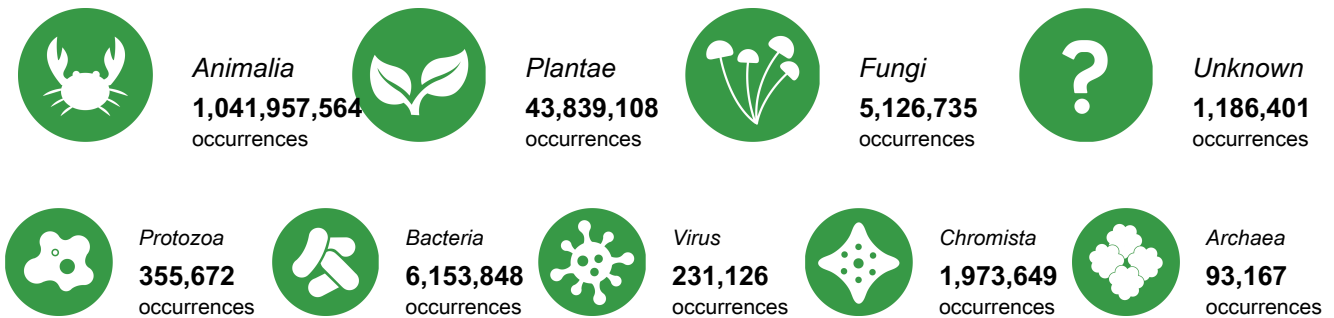 Animalia
1,041,957,564
occurrences
Plantae
43,839,108
occurrences
Fungi
5,126,735
occurrences
?
Unknown
1,186,401
occurrences
Protozoa
355,672
occurrences
Bacteria
6,153,848
occurrences
Virus
231,126
occurrences
Chromista
1,973,649
occurrences
Archaea
93,167
occurrences